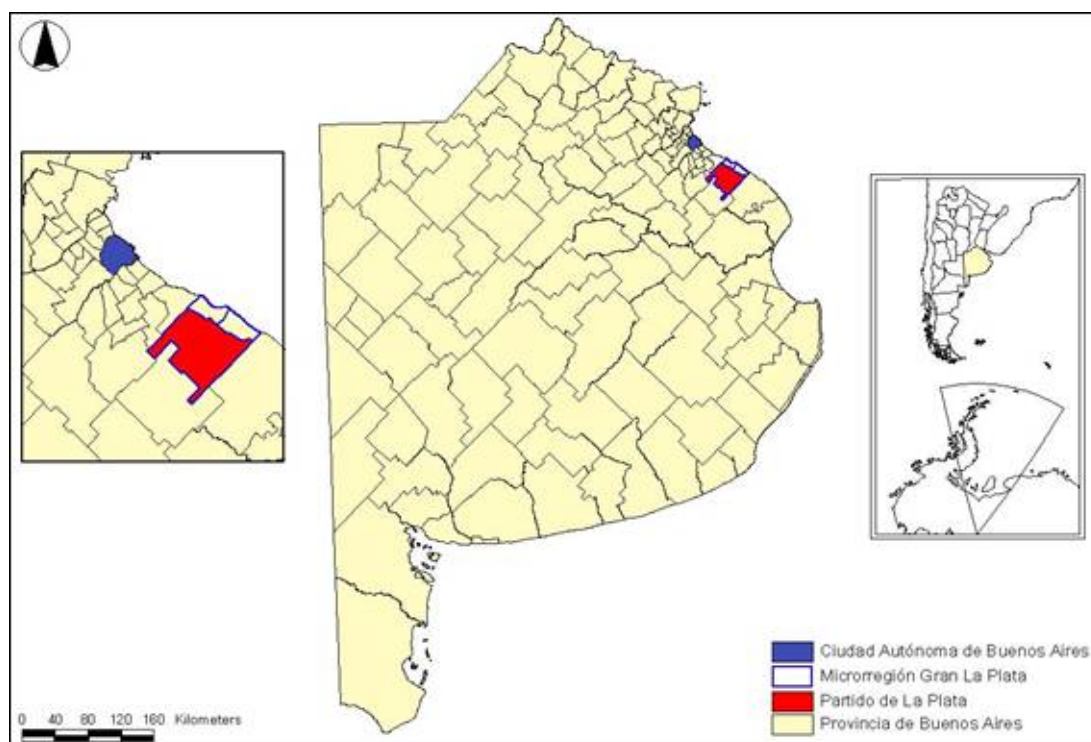 Ciudad Autónoma de Buenos Aires
Microrregión Gran La Plata
Partido de La Plata
Provincia de Buenos Aires
0 40 80 120 160 Kilometers